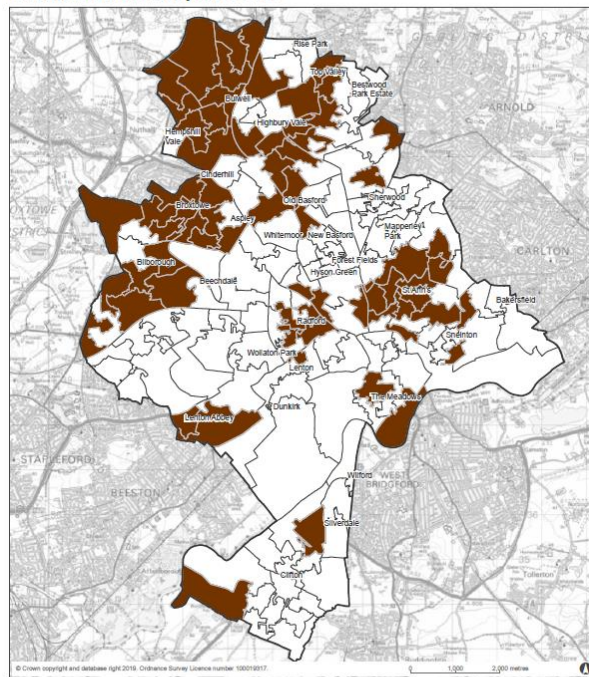 Rise Park
Top Valley
Bestwood
Park Estate
ARNOLD
Bulwell
Highbury Vale
Hempshill
Vale
Cinderhill
Old Basford
Sherwood
Broxtowe
Aspley
Mapperley
Park
Whitemoor
New Basford
CARLTON
Bilborough
Forest Fields
Hyson Green
Beechdale
St Ann's
Bakersfield
Radford
Sneinton
Wollaton Park
Lenton
The Meadows
Dunkirk
Lenton Abbey
STAPLEFORD
BEESTON
Wilford
WEST
BRIDGFORD
Silverdale
Clifton
Tollerton
© Crown copyright and database right 2019. Ordnance Survey Licence number 100019317.
0 1,000 2,000 metres